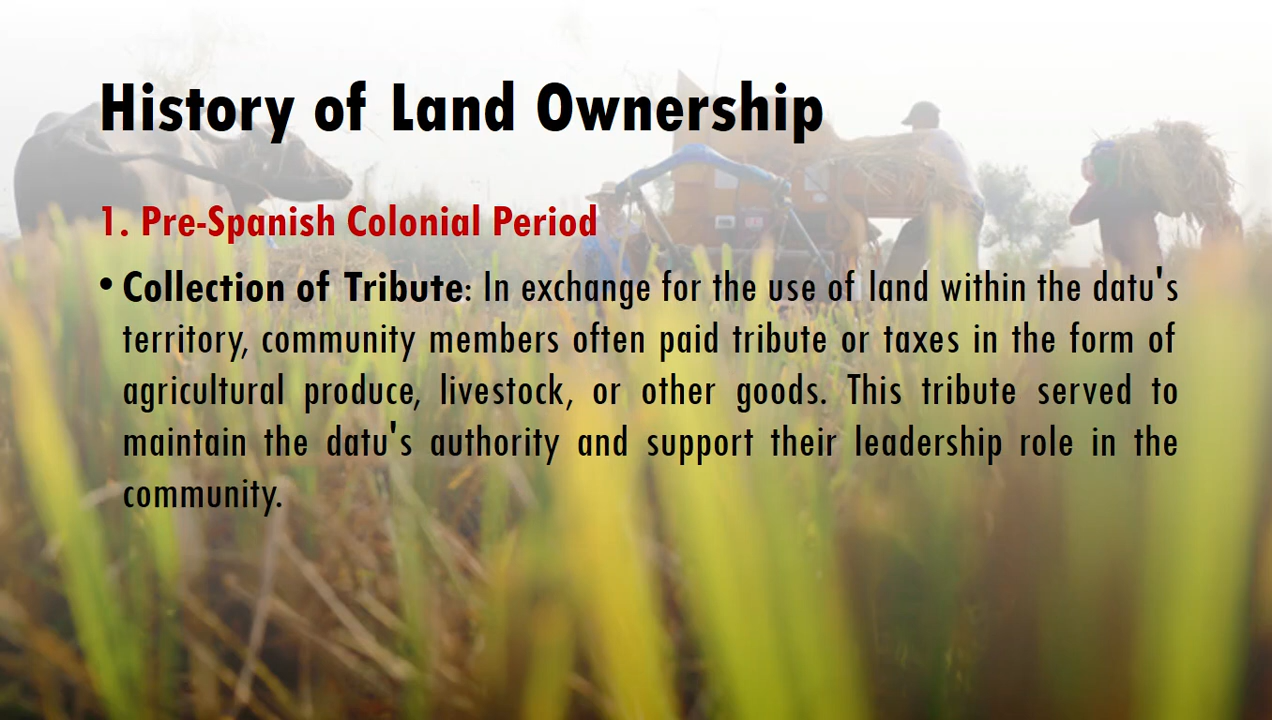 History of Land Ownership
1. Pre-Spanish Colonial Period
• Collection of Tribute: In exchange for the use of land within the datu's
territory, community members often paid tribute or taxes in the form of
agricultural produce, livestock, or other goods. This tribute served to
maintain the datu's authority and support their leadership role in the
community.